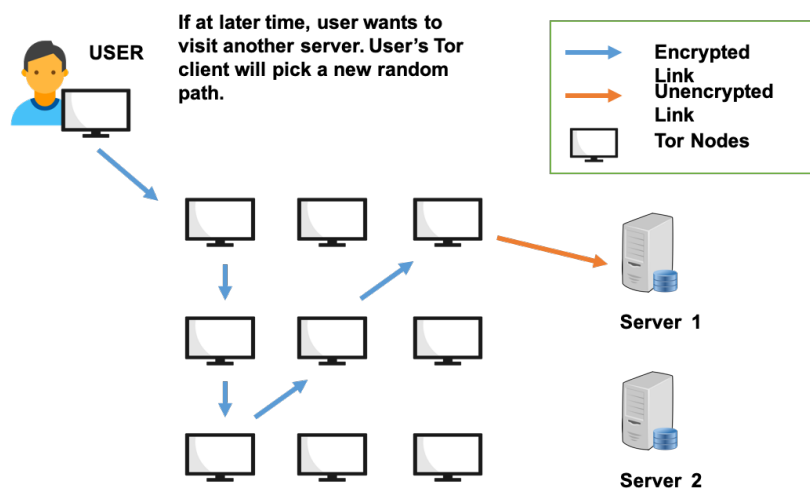 If at later time, user wants to
visit another server. User's Tor
client will pick a new random
path.
USER
Encrypted
Link
Unencrypted
Link
Tor Nodes
Server 1
Server 2